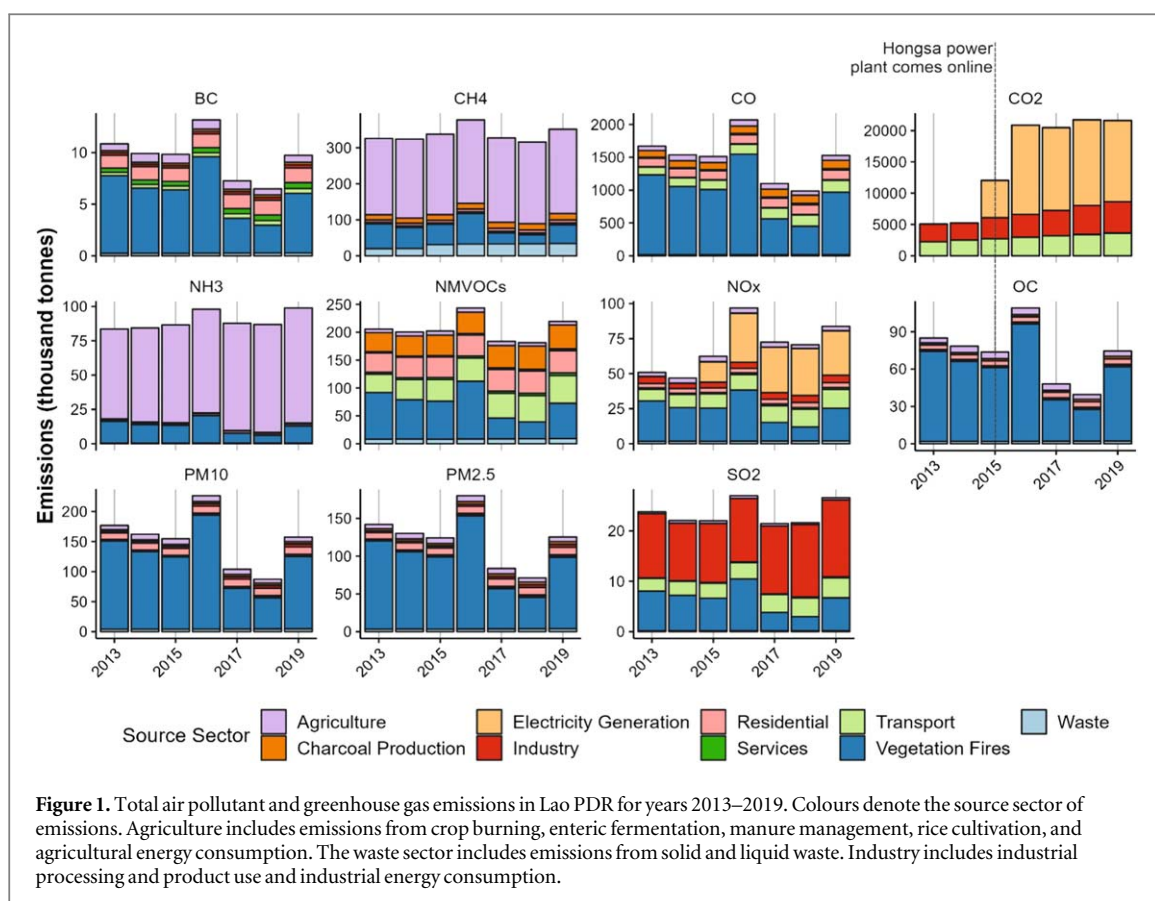 Hongsa power
plant comes online
BC
CH4
CO
CO2
Emissions (thousand tonnes)
10
5
0
300
200
100
0
2000
1500
1000
500
0
20000
15000
10000
5000
0
NH3
NMVOCs
NOx
OC
100
75
50
25
0
250
200
150
100
50
0
100
75
50
25
0
90
60
30
0
2013
2015
2017
2019
PM10
PM2.5
SO2
200
150
100
50
0
150
100
50
0
20
10
0
2013
2015
2017
2019
2013
2015
2017
2019
2013
2015
2017
2019
Source Sector
Agriculture
Electricity Generation
Residential
Transport
Waste
Charcoal Production
Industry
Services
Vegetation Fires
Figure 1. Total air pollutant and greenhouse gas emissions in Lao PDR for years 2013–2019. Colours denote the source sector of
emissions. Agriculture includes emissions from crop burning, enteric fermentation, manure management, rice cultivation, and
agricultural energy consumption. The waste sector includes emissions from solid and liquid waste. Industry includes industrial
processing and product use and industrial energy consumption.